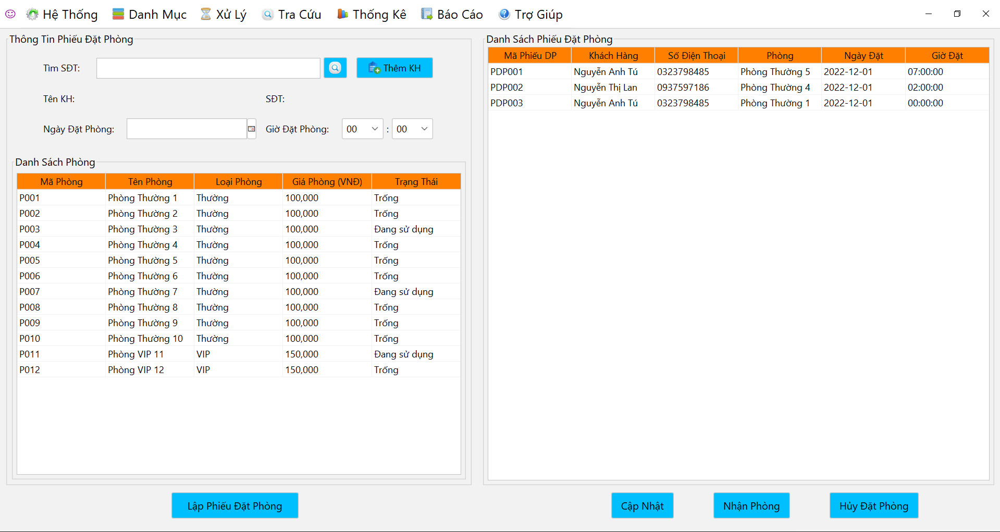 Hệ Thống Danh Mục Xử Lý Tra Cứu Thống Kê Báo Cáo Trợ Giúp
Thông Tin Phiếu Đặt Phòng
Tìm SĐT: Thêm KH
Tên KH: SĐT:
Ngày Đặt Phòng: Giờ Đặt Phòng: 00 : 00
Danh Sách Phòng
Mã Phòng Tên Phòng Loại Phòng Giá Phòng (VNĐ) Trạng Thái
P001 Phòng Thường 1 Thường 100,000 Trống
P002 Phòng Thường 2 Thường 100,000 Trống
P003 Phòng Thường 3 Thường 100,000 Đang sử dụng
P004 Phòng Thường 4 Thường 100,000 Trống
P005 Phòng Thường 5 Thường 100,000 Trống
P006 Phòng Thường 6 Thường 100,000 Trống
P007 Phòng Thường 7 Thường 100,000 Đang sử dụng
P008 Phòng Thường 8 Thường 100,000 Trống
P009 Phòng Thường 9 Thường 100,000 Trống
P010 Phòng Thường 10 Thường 100,000 Trống
P011 Phòng VIP 11 VIP 150,000 Đang sử dụng
P012 Phòng VIP 12 VIP 150,000 Trống
Lập Phiếu Đặt Phòng
Danh Sách Phiếu Đặt Phòng
Mã Phiếu DP Khách Hàng Số Điện Thoại Phòng Ngày Đặt Giờ Đặt
PDP001 Nguyễn Anh Tú 0323798485 Phòng Thường 5 2022-12-01 07:00:00
PDP002 Nguyễn Thị Lan 0937597186 Phòng Thường 4 2022-12-01 02:00:00
PDP003 Nguyễn Anh Tú 0323798485 Phòng Thường 1 2022-12-01 00:00:00
Cập Nhật Nhận Phòng Hủy Đặt Phòng